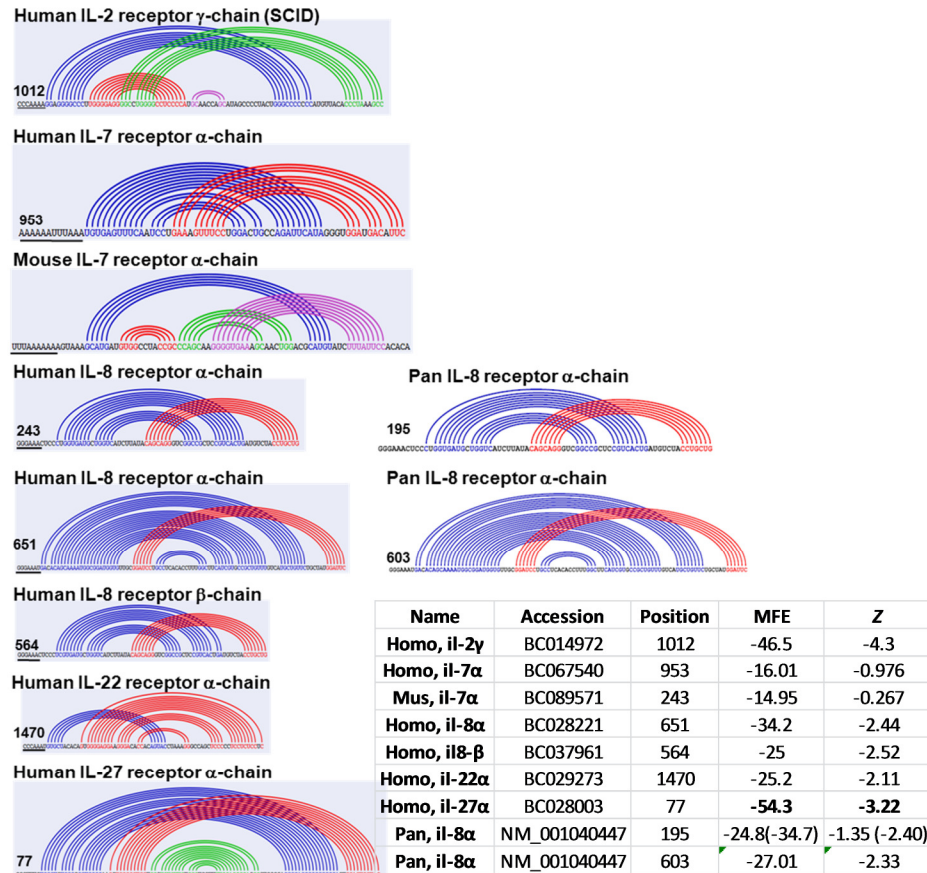 Human IL-2 receptor γ-chain (SCID)
1012
Human IL-7 receptor α-chain
953
AAAAAAUUUAAAUGUGAGUUUCAAUCCUGAAAGUUUCCUGGACUGCCAGAUUCAUAGGGUGGAUGACAUUC
Mouse IL-7 receptor α-chain
UUUAAAAAAAGUAAAGCAUGAUGUGGCCUACCGCCCAGCAAGGGGUGAAAGCAACUGGACGCAUGUAUCUUUAUUCCACACA
Human IL-8 receptor α-chain
243
GGGAAACUCCCUGGUGAUGCUGGUCAUCUUAUACAGCAGGGUCGGCCGCUCCGUCACUGAUGUCUACCUGCUG
Pan IL-8 receptor α-chain
195
GGGAAACUCCCUGGUGAUGCUGGUCAUCUUAUACAGCAGGGUCGGCCGCUCCGUCACUGAUGUCUACCUGCUG
Human IL-8 receptor α-chain
651
Pan IL-8 receptor α-chain
603
Human IL-8 receptor β-chain
564
Human IL-22 receptor α-chain
1470
Human IL-27 receptor α-chain
77
Name Accession Position MFE Z
Homo, il-2γ BC014972 1012 -46.5 -4.3
Homo, il-7α BC067540 953 -16.01 -0.976
Mus, il-7α BC089571 243 -14.95 -0.267
Homo, il-8α BC028221 651 -34.2 -2.44
Homo, il8-β BC037961 564 -25 -2.52
Homo, il-22α BC029273 1470 -25.2 -2.11
Homo, il-27α BC028003 77 -54.3 -3.22
Pan, il-8α NM_001040447 195 -24.8(-34.7) -1.35 (-2.40)
Pan, il-8α NM_001040447 603 -27.01 -2.33